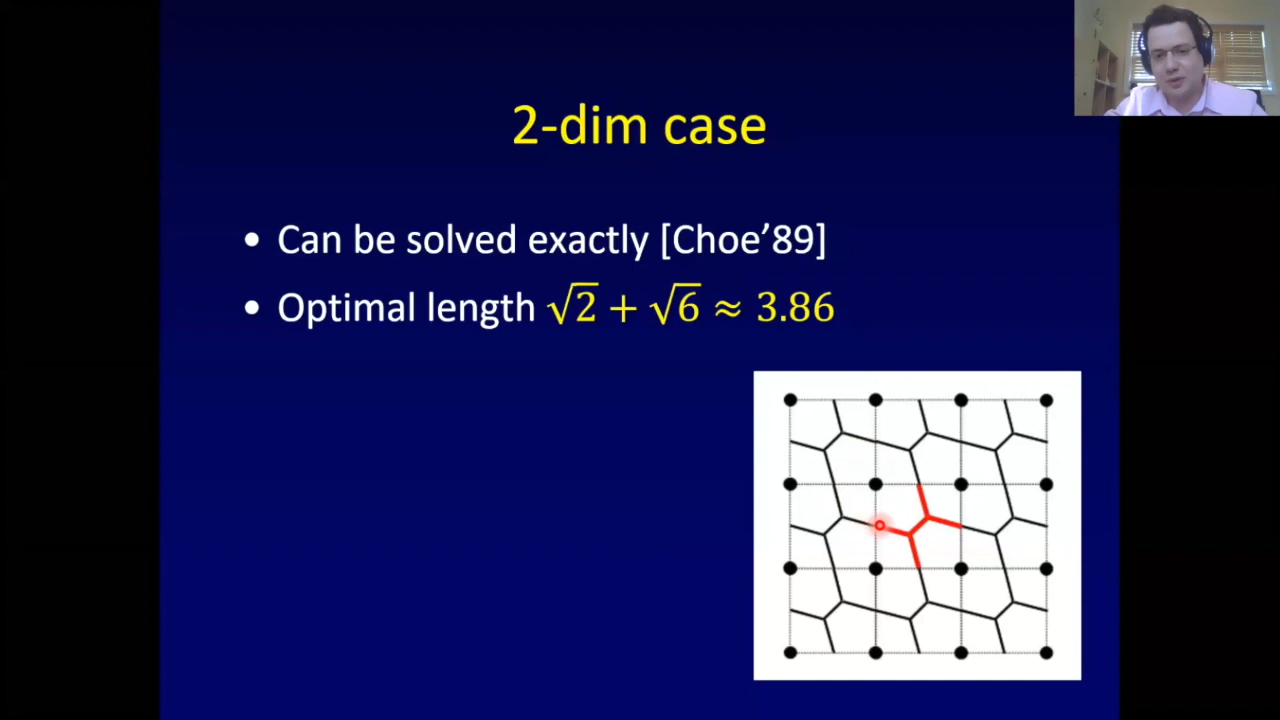 2-dim case
• Can be solved exactly [Choe’89]
• Optimal length √2 + √6 ≈ 3.86